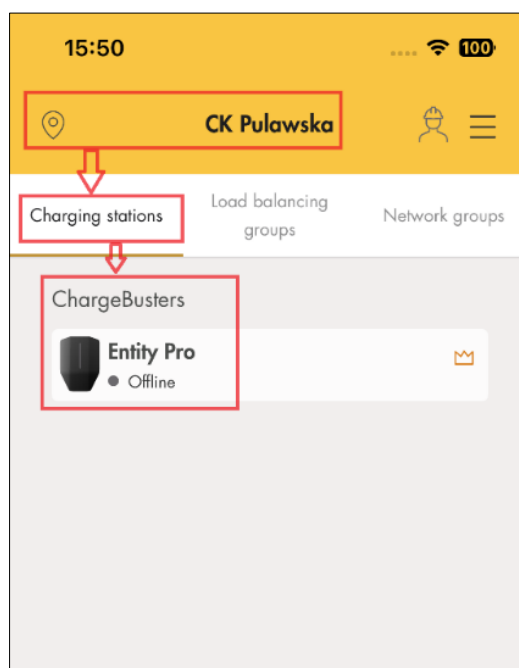 15:50
100
CK Pulawska
Charging stations
Load balancing
groups
Network groups
ChargeBusters
Entity Pro
Offline